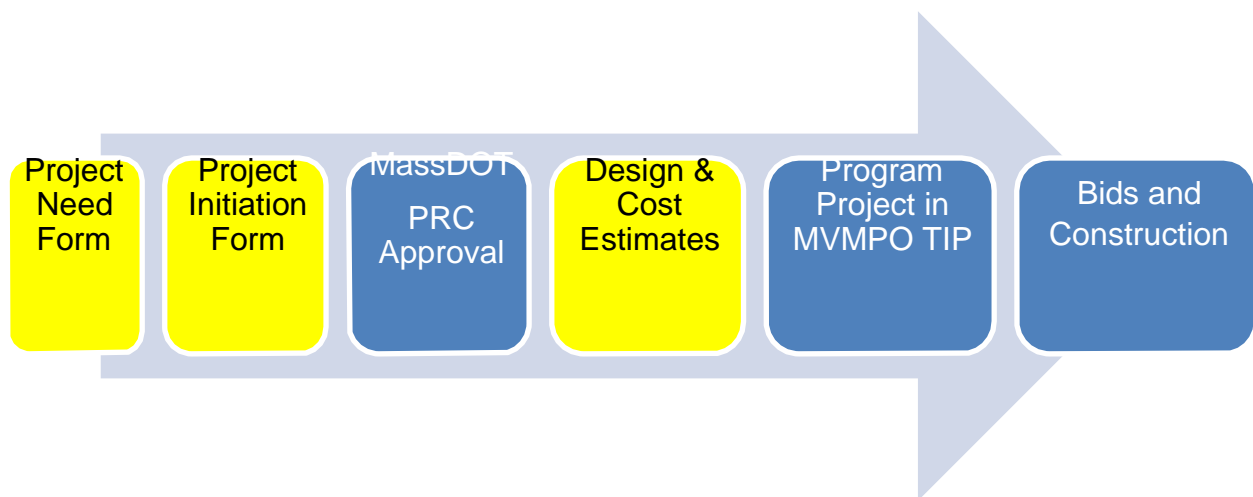 Project
Need
Form
Project
Initiation
Form
MassDOT
PRC
Approval
Design &
Cost
Estimates
Program
Project in
MVMPO TIP
Bids and
Construction